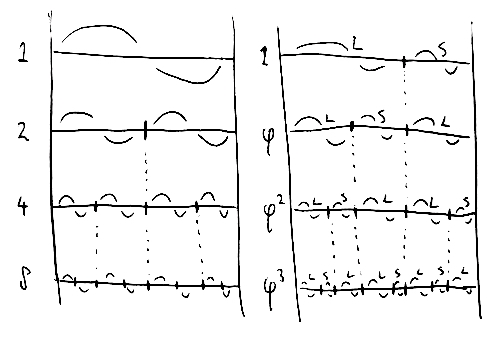 1
2
4
8
1 L S
φ L S L
φ² L S L L S
φ³ L S L L S L S L